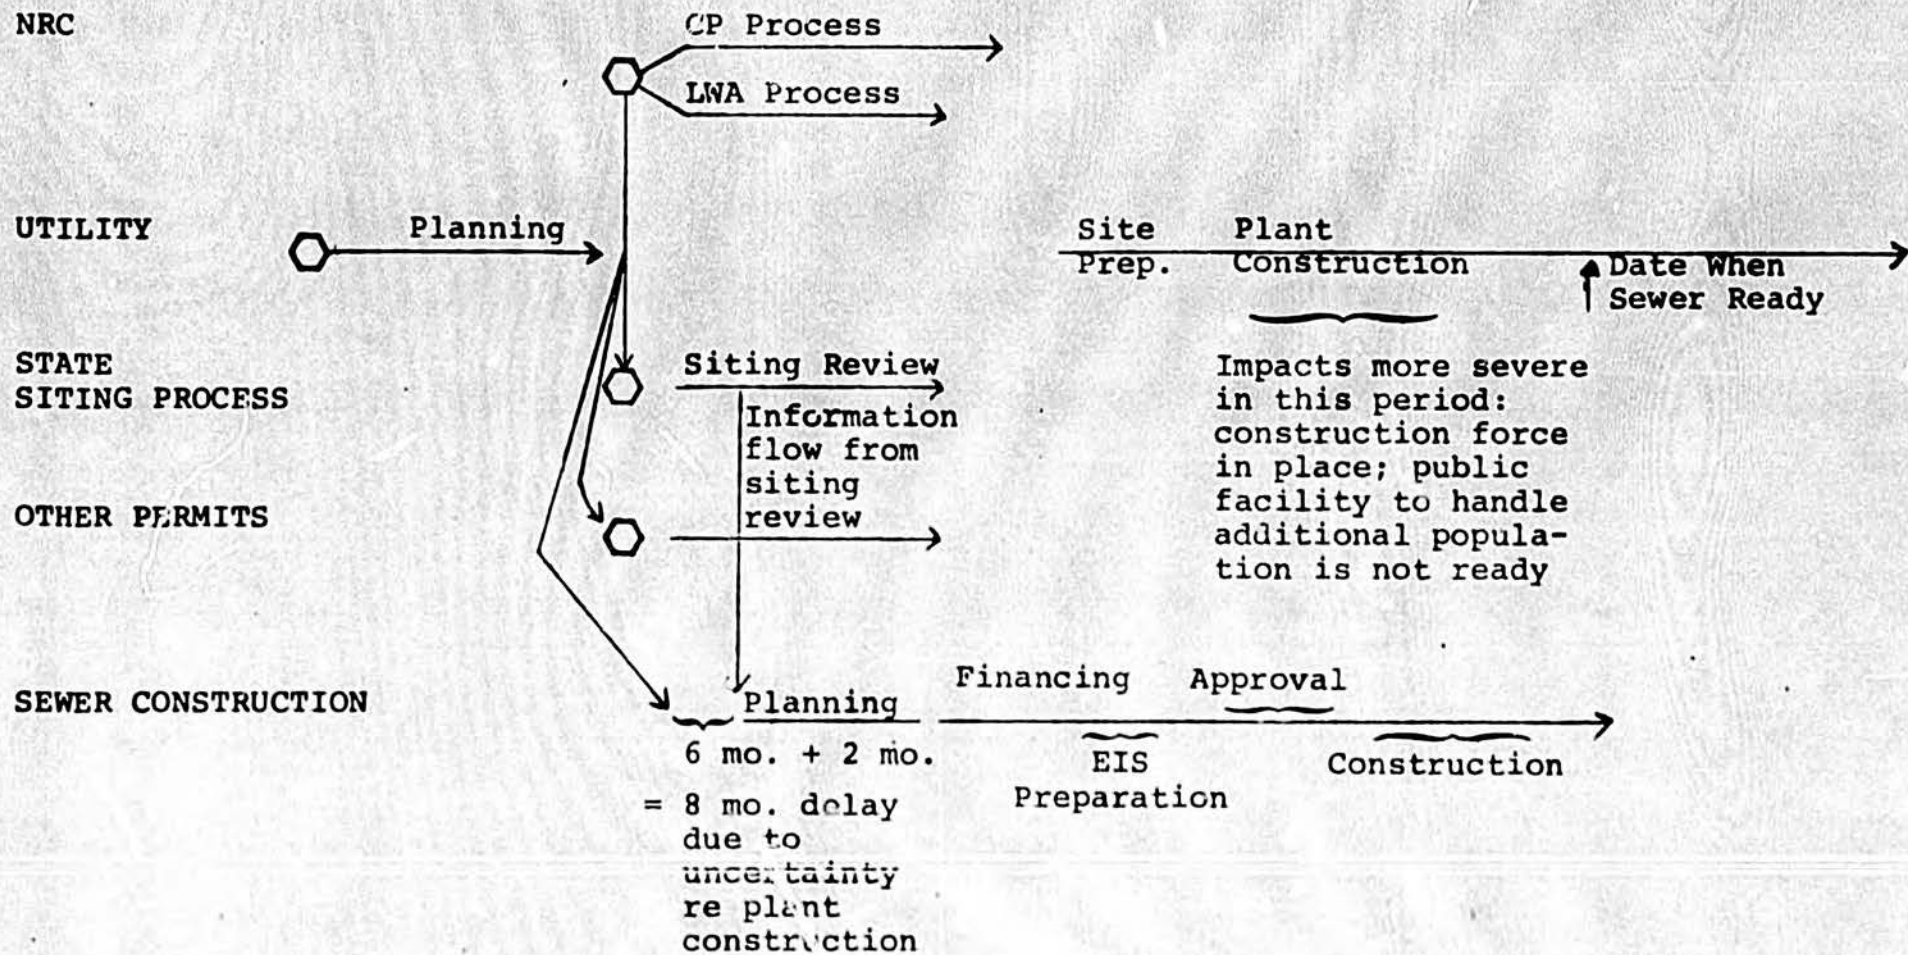 NRC
CP Process
LWA Process
UTILITY
Planning
Site Plant
Prep. Construction
Date When
Sewer Ready
STATE
SITING PROCESS
Siting Review
Information
flow from
siting
review
Impacts more severe
in this period:
construction force
in place; public
facility to handle
additional popula-
tion is not ready
OTHER PERMITS
SEWER CONSTRUCTION
Planning
Financing Approval
6 mo. + 2 mo.
= 8 mo. delay
due to
uncertainty
re plant
construction
EIS
Preparation
Construction